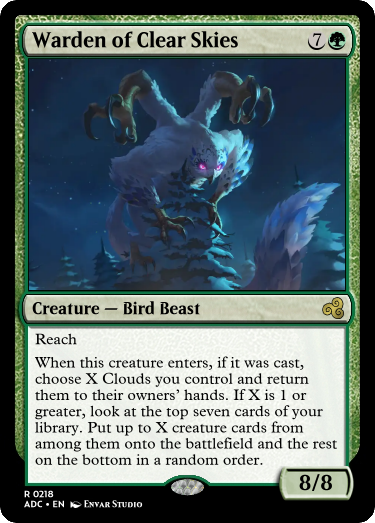 Warden of Clear Skies 7
Creature — Bird Beast
Reach
When this creature enters, if it was cast,
choose X Clouds you control and return
them to their owners' hands. If X is 1 or
greater, look at the top seven cards of your
library. Put up to X creature cards from
among them onto the battlefield and the rest
on the bottom in a random order.
8/8
R 0218
ADC • EN Envar Studio